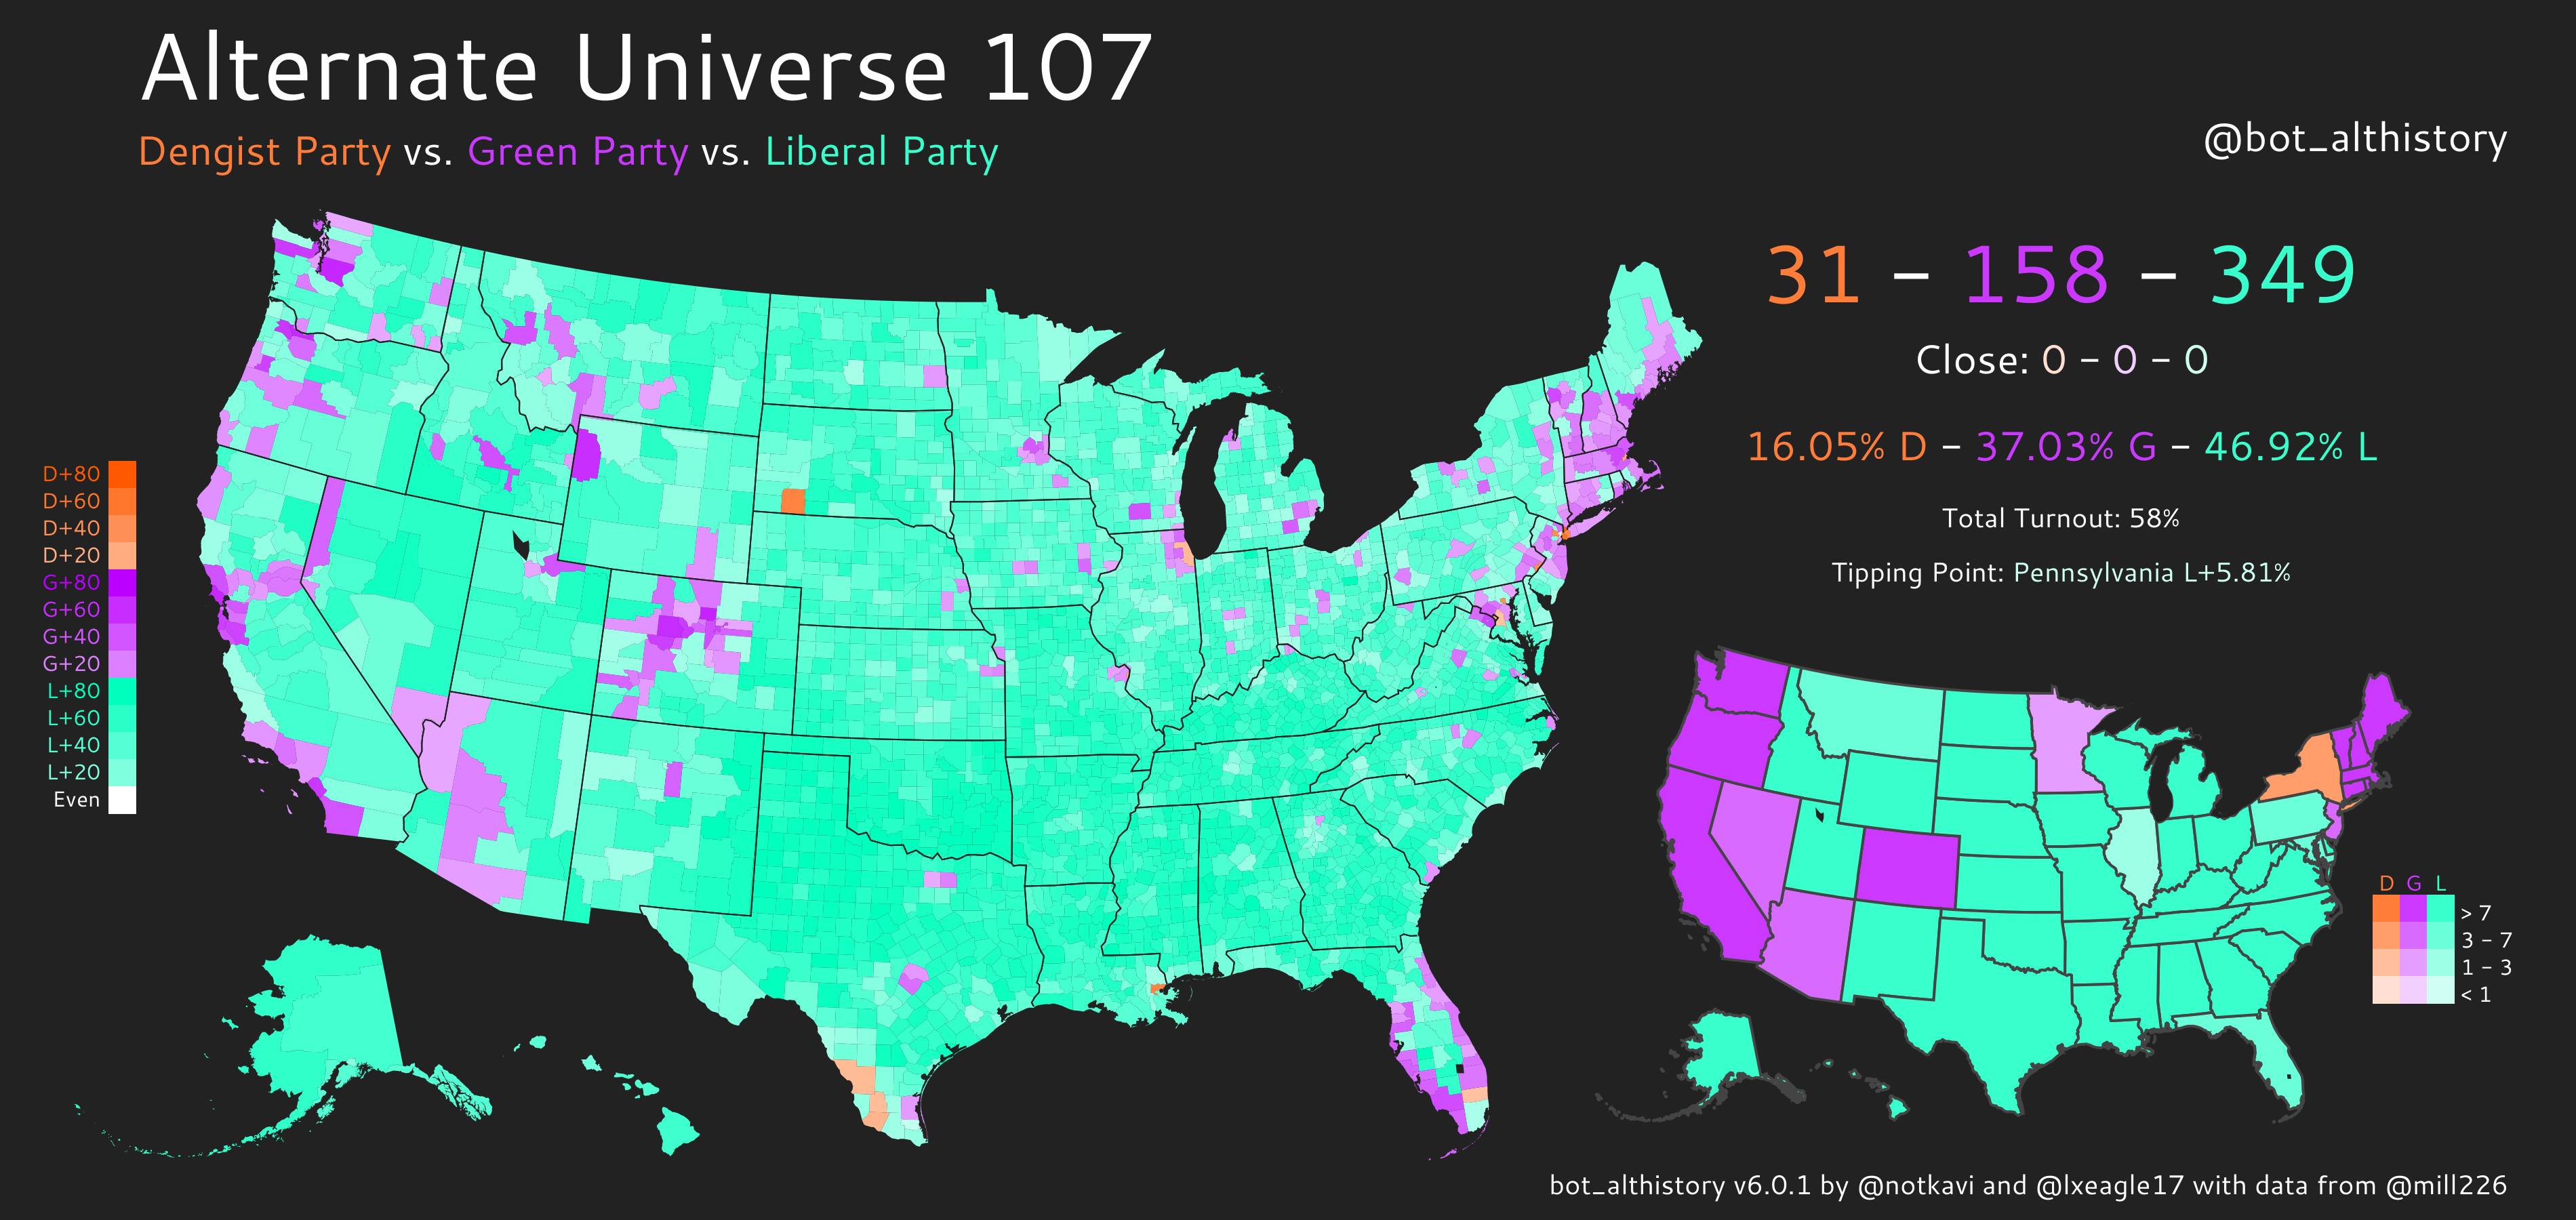 Alternate Universe 107
Dengist Party vs. Green Party vs. Liberal Party
@bot_althistory
31 – 158 – 349
Close: 0 – 0 – 0
16.05% D – 37.03% G – 46.92% L
Total Turnout: 58%
Tipping Point: Pennsylvania L+5.81%
D+80
D+60
D+40
D+20
G+80
G+60
G+40
G+20
L+80
L+60
L+40
L+20
Even
D G L
> 7
3 – 7
1 – 3
< 1
bot_althistory v6.0.1 by @notkavi and @lxeagle17 with data from @mill226